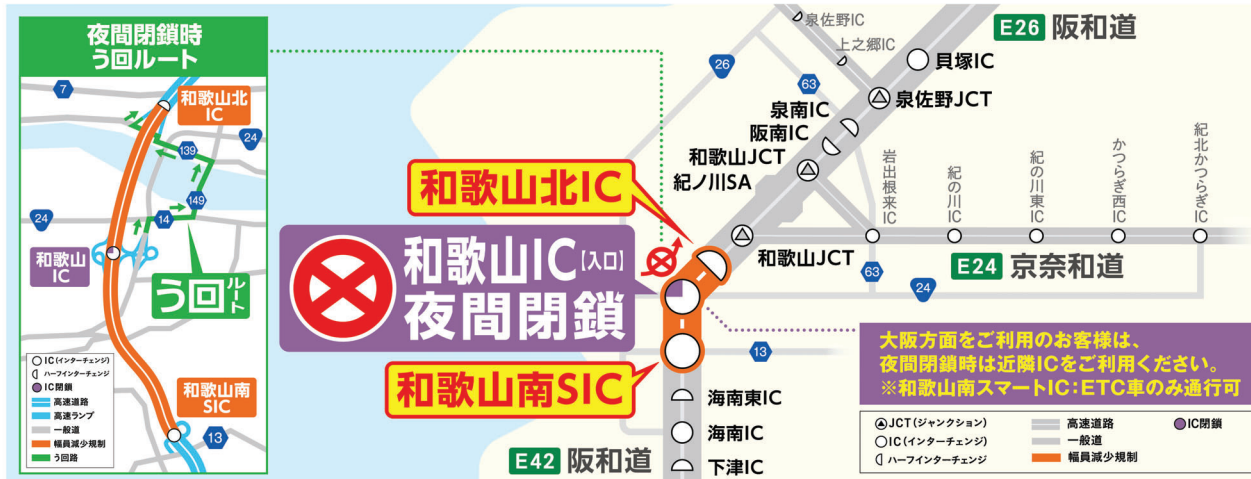 夜間閉鎖時
う回ルート
7
和歌山北
IC
24
139
149
24
14
和歌山
IC
う回ルート
IC(インターチェンジ)
ハーフインターチェンジ
IC閉鎖
高速道路
高速ランプ
一般道
幅員減少規制
う回路
和歌山南
SIC
13
泉佐野IC
上之郷IC
E26 阪和道
26
63
貝塚IC
泉佐野JCT
泉南IC
阪南IC
和歌山JCT
紀ノ川SA
岩出根来IC
紀の川IC
紀の川東IC
かつらぎ西IC
紀北かつらぎIC
和歌山北IC
和歌山JCT
E24 京奈和道
63
24
和歌山IC【入口】
夜間閉鎖
13
和歌山南SIC
大阪方面をご利用のお客様は、
夜間閉鎖時は近隣ICをご利用ください。
※和歌山南スマートIC:ETC車のみ通行可
海南東IC
海南IC
下津IC
E42 阪和道
JCT(ジャンクション)
IC(インターチェンジ)
ハーフインターチェンジ
高速道路
一般道
幅員減少規制
IC閉鎖